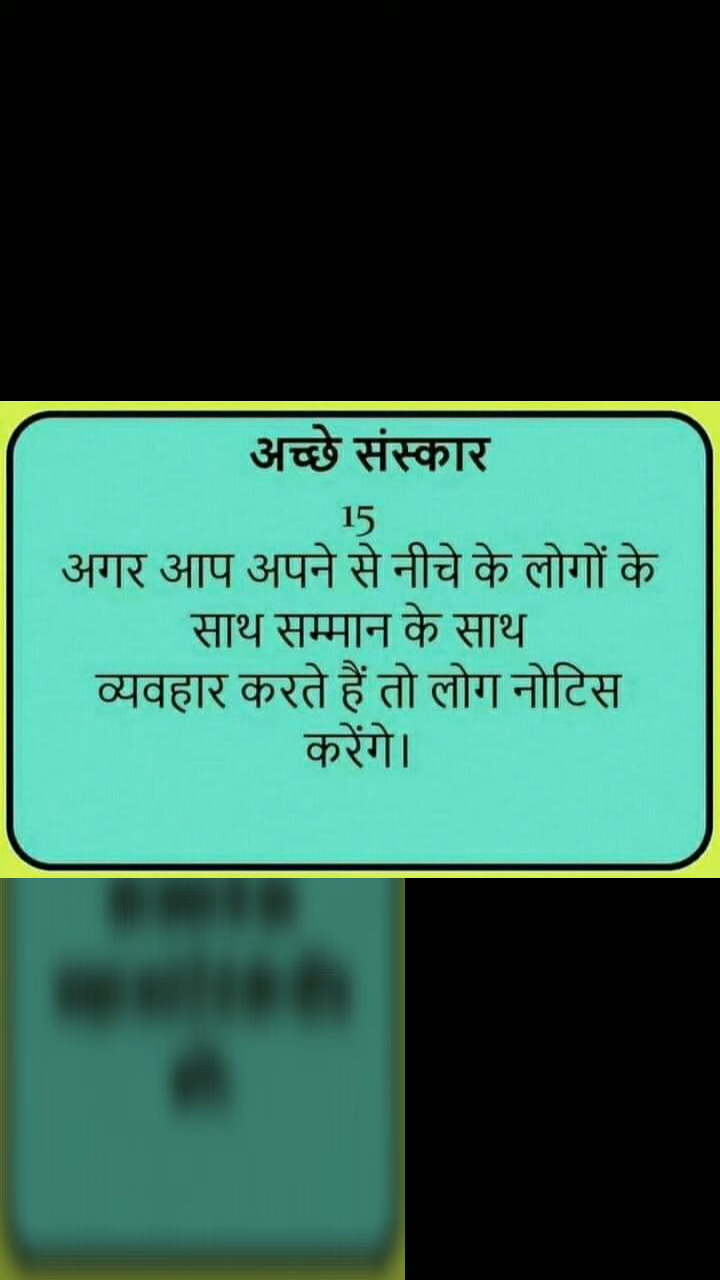 अच्छे संस्कार
15
अगर आप अपने से नीचे के लोगों के
साथ सम्मान के साथ
व्यवहार करते हैं तो लोग नोटिस
करेंगे।